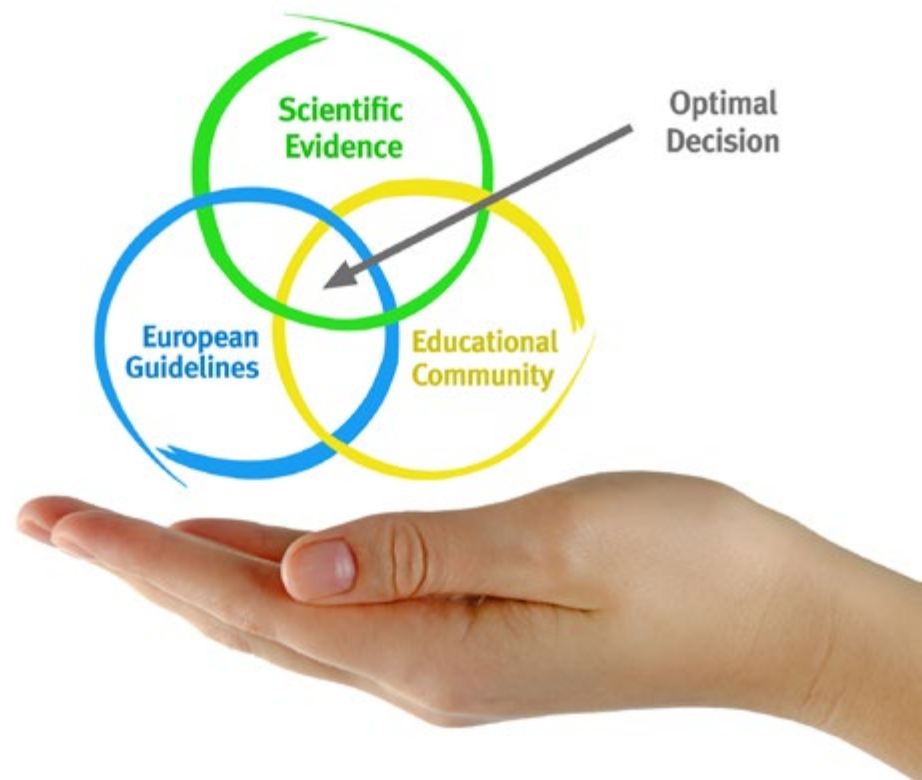 Scientific
Evidence
Optimal
Decision
European
Guidelines
Educational
Community